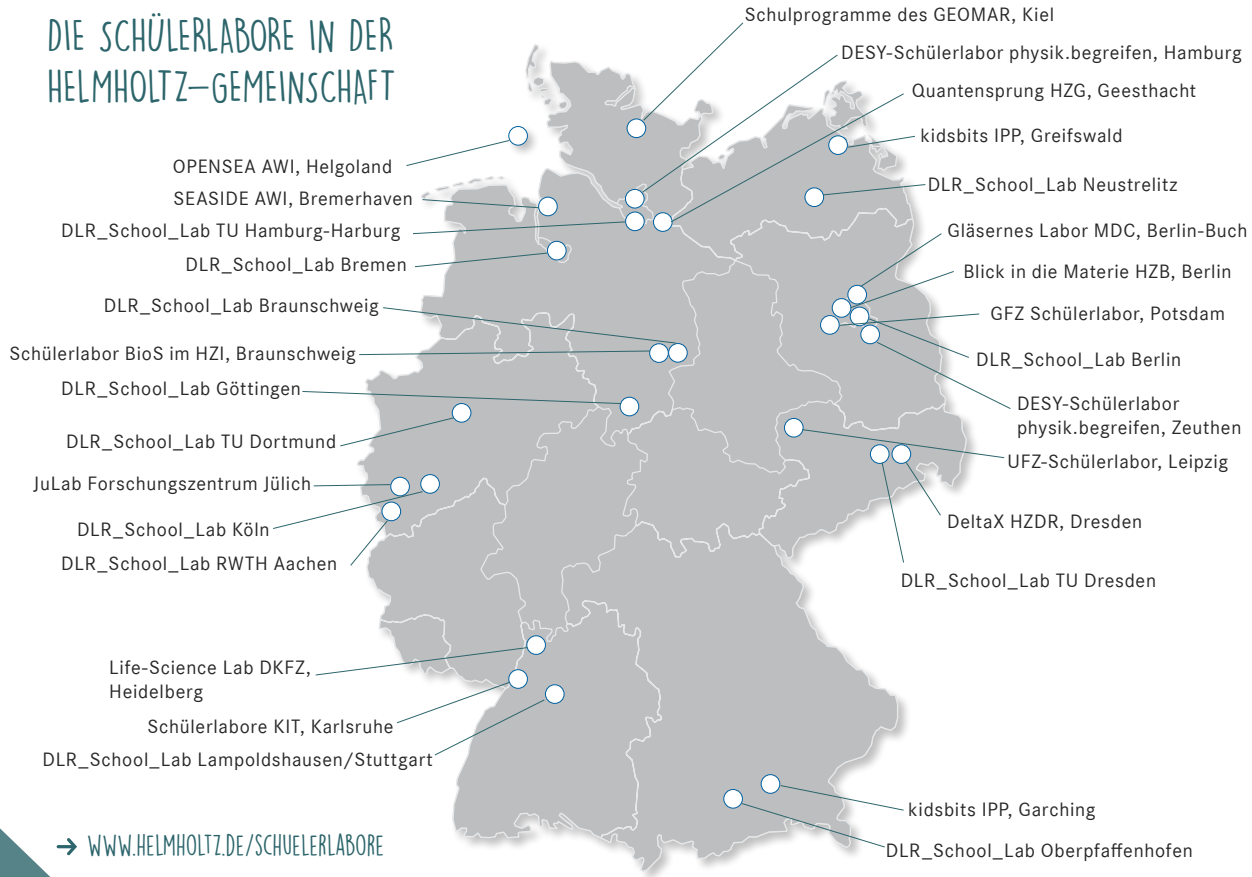 DIE SCHÜLERLABORE IN DER
HELMHOLTZ–GEMEINSCHAFT
Schulprogramme des GEOMAR, Kiel
DESY-Schülerlabor physik.begreifen, Hamburg
Quantensprung HZG, Geesthacht
kidsbits IPP, Greifswald
DLR_School_Lab Neustrelitz
Gläsernes Labor MDC, Berlin-Buch
Blick in die Materie HZB, Berlin
GFZ Schülerlabor, Potsdam
DLR_School_Lab Berlin
DESY-Schülerlabor
physik.begreifen, Zeuthen
UFZ-Schülerlabor, Leipzig
DeltaX HZDR, Dresden
DLR_School_Lab TU Dresden
kidsbits IPP, Garching
DLR_School_Lab Oberpfaffenhofen
OPENSEA AWI, Helgoland
SEASIDE AWI, Bremerhaven
DLR_School_Lab TU Hamburg-Harburg
DLR_School_Lab Bremen
DLR_School_Lab Braunschweig
Schülerlabor BioS im HZI, Braunschweig
DLR_School_Lab Göttingen
DLR_School_Lab TU Dortmund
JuLab Forschungszentrum Jülich
DLR_School_Lab Köln
DLR_School_Lab RWTH Aachen
Life-Science Lab DKFZ,
Heidelberg
Schülerlabore KIT, Karlsruhe
DLR_School_Lab Lampoldshausen/Stuttgart
→ WWW.HELMHOLTZ.DE/SCHUELERLABORE